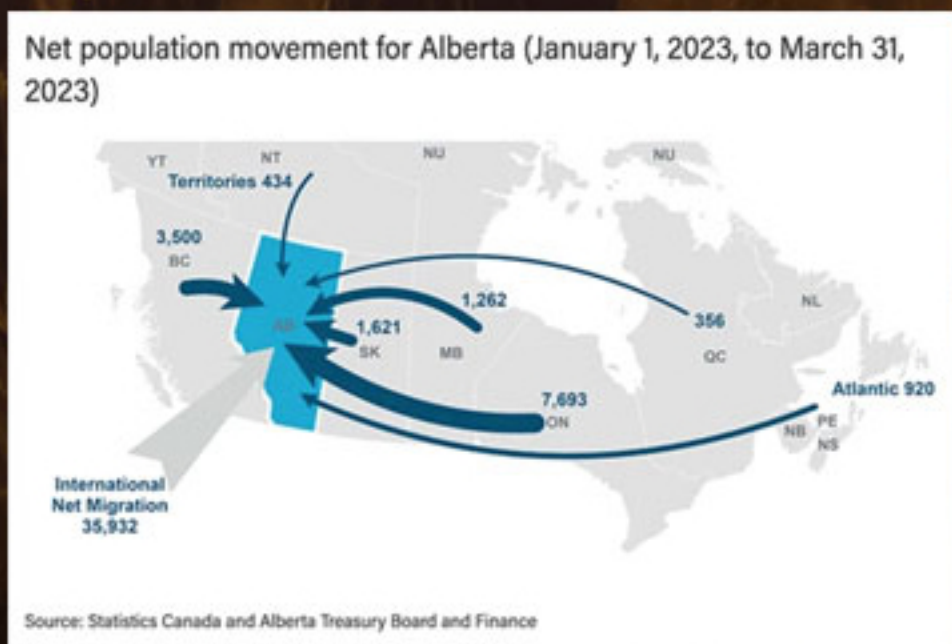 Net population movement for Alberta (January 1, 2023, to March 31,
2023)
YT
NT
NU
NU
Territories 434
3,500
BC
1,262
AB
1,621
SK
MB
356
QC
NL
7,693
ON
Atlantic 920
NB
PE
NS
International
Net Migration
35,932
Source: Statistics Canada and Alberta Treasury Board and Finance